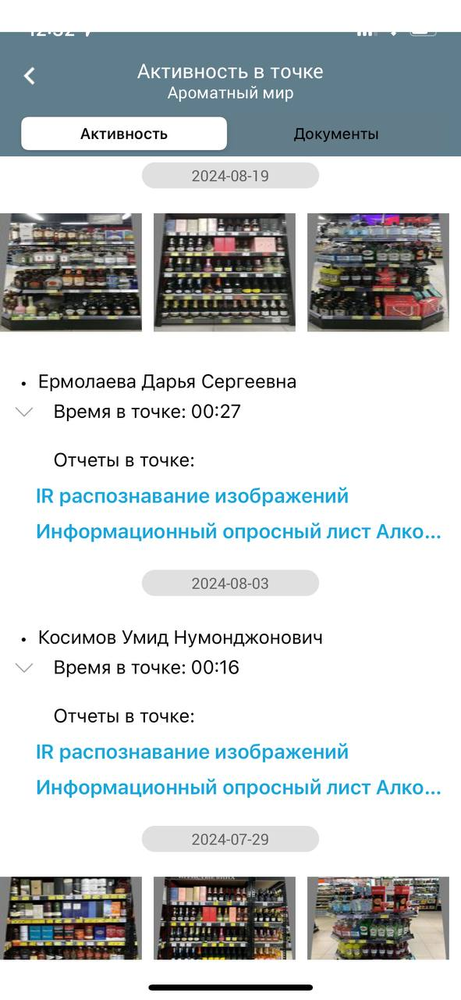 12:52
Активность в точке
Ароматный мир
Активность
Документы
2024-08-19
• Ермолаева Дарья Сергеевна
Время в точке: 00:27
Отчеты в точке:
IR распознавание изображений
Информационный опросный лист Алко...
2024-08-03
• Косимов Умид Нумонджонович
Время в точке: 00:16
Отчеты в точке:
IR распознавание изображений
Информационный опросный лист Алко...
2024-07-29